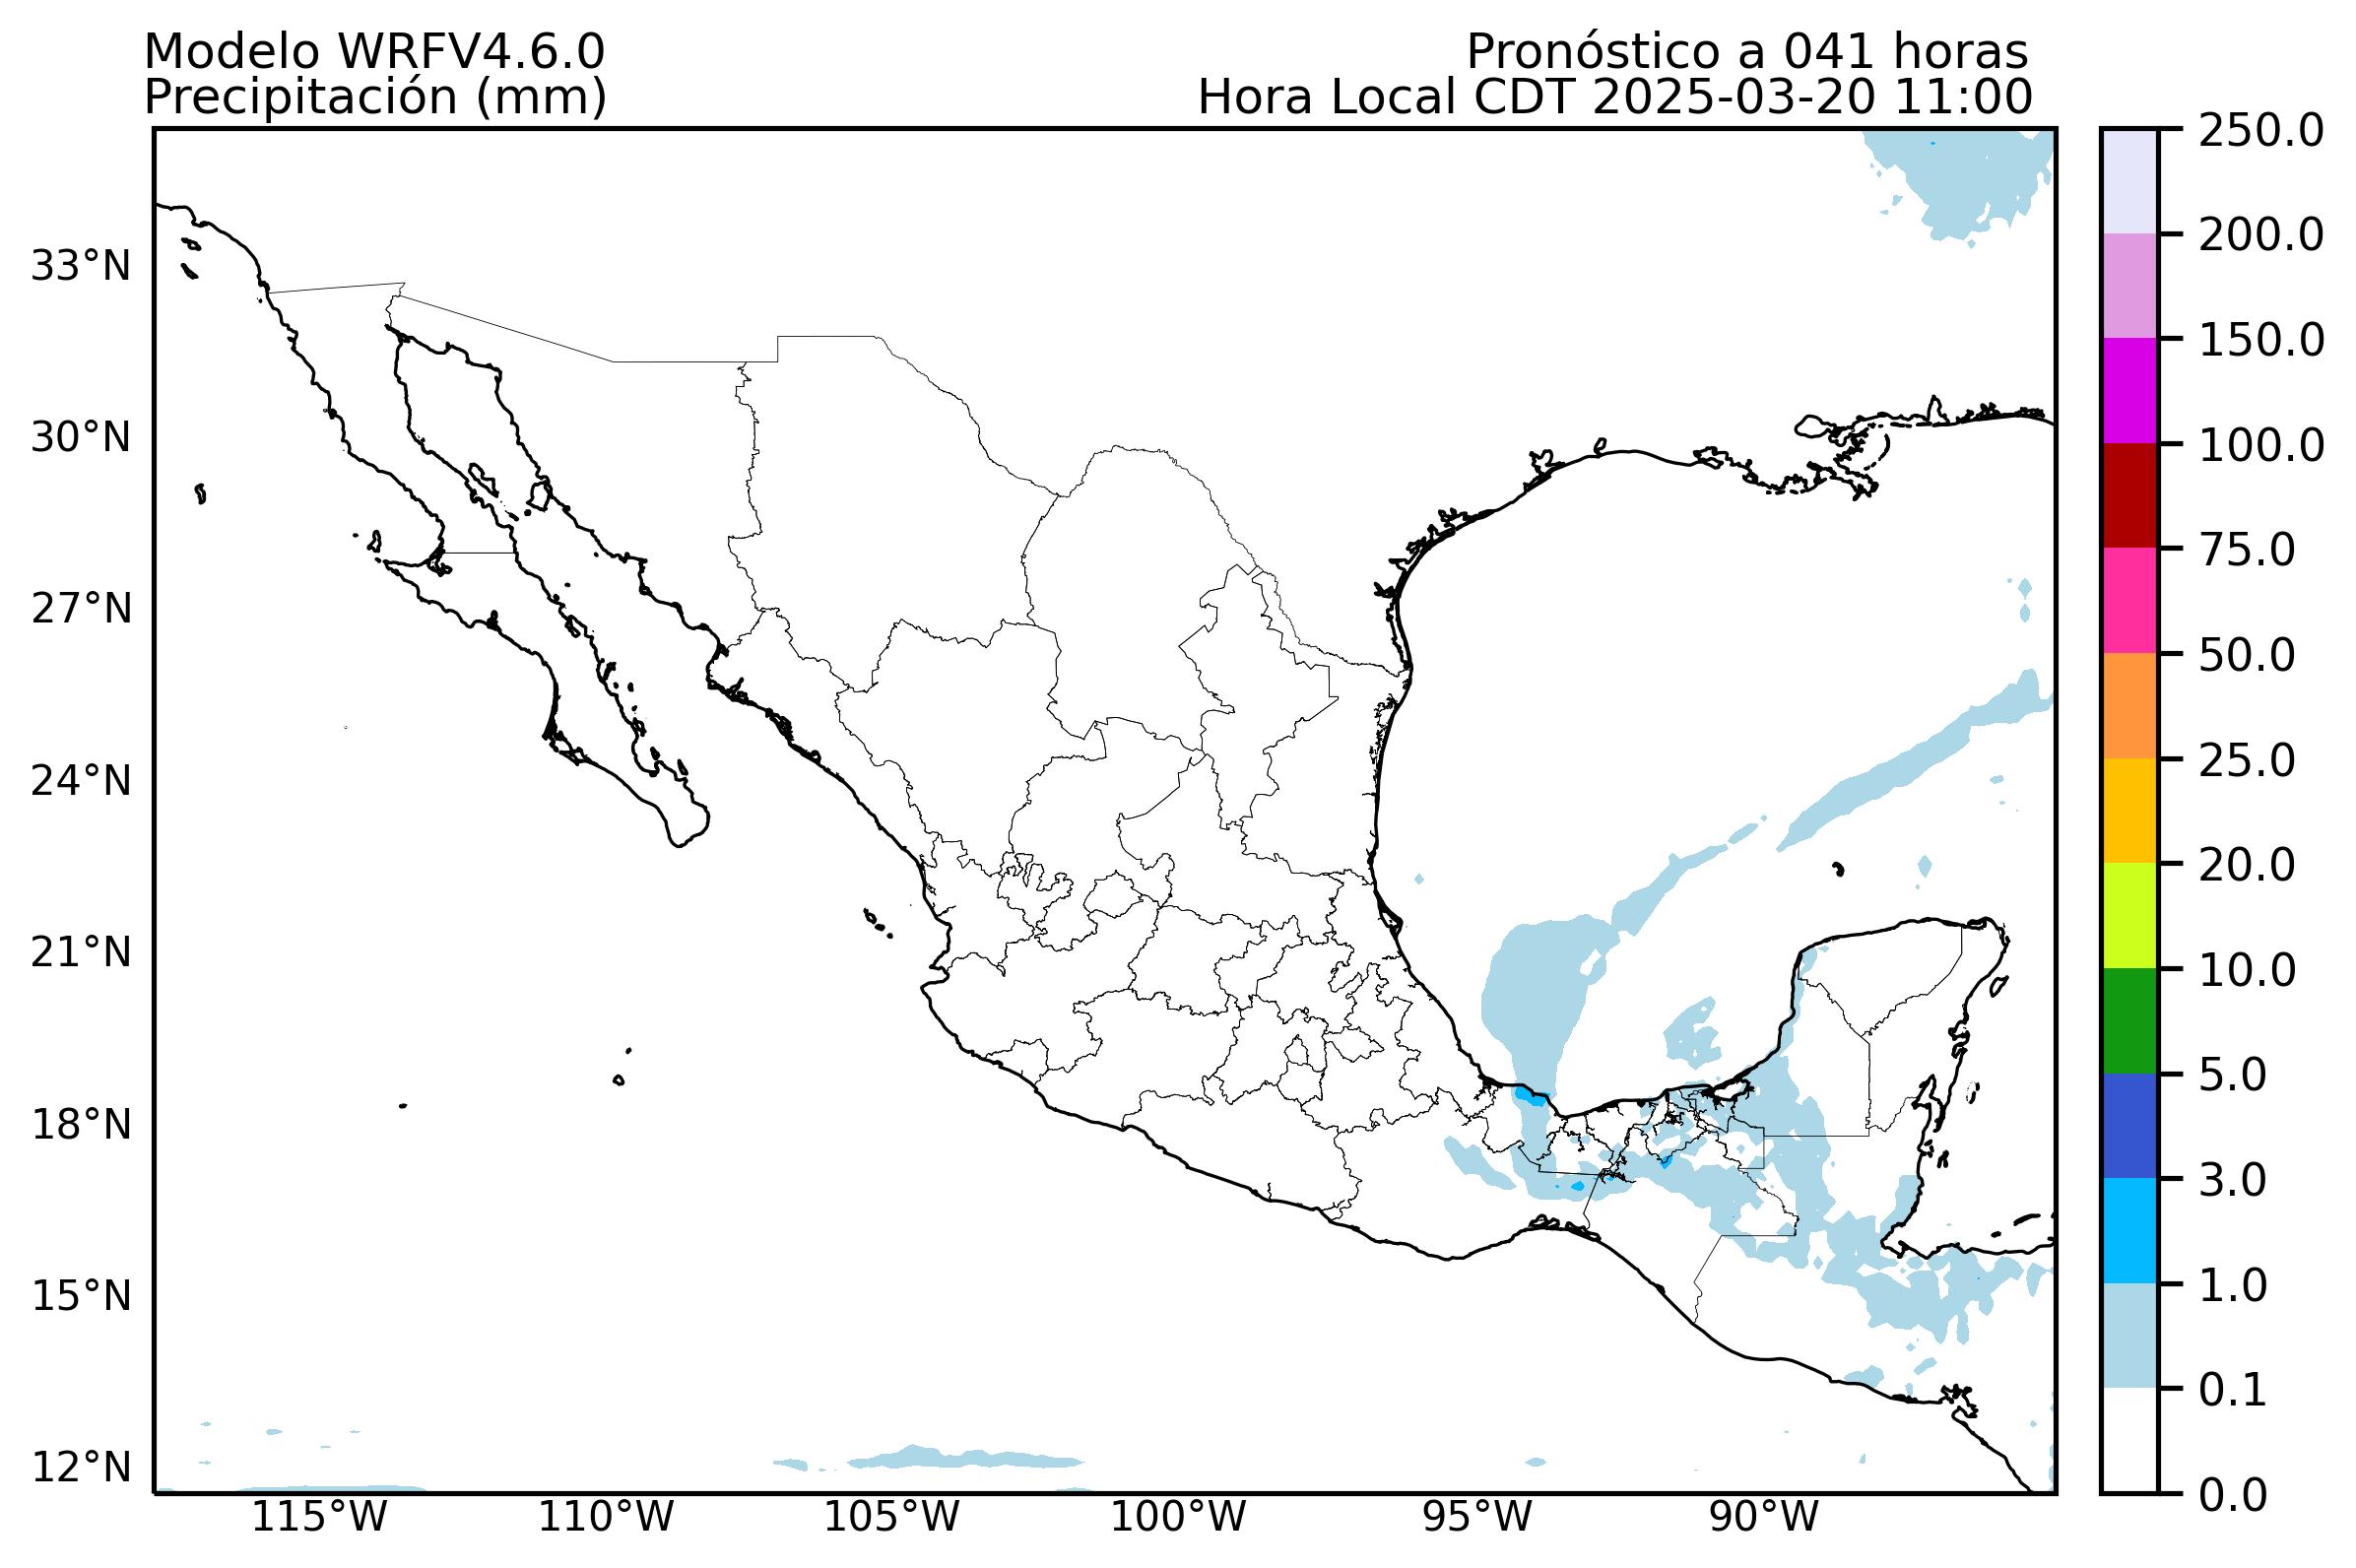 Modelo WRFV4.6.0
Precipitación (mm)
Pronóstico a 041 horas
Hora Local CDT 2025-03-20 11:00
33°N
30°N
27°N
24°N
21°N
18°N
15°N
12°N
115°W
110°W
105°W
100°W
95°W
90°W
250.0
200.0
150.0
100.0
75.0
50.0
25.0
20.0
10.0
5.0
3.0
1.0
0.1
0.0